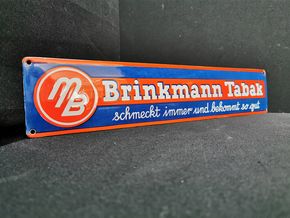 MB
Brinkmann Tabak
schmeckt immer und bekommt so gut